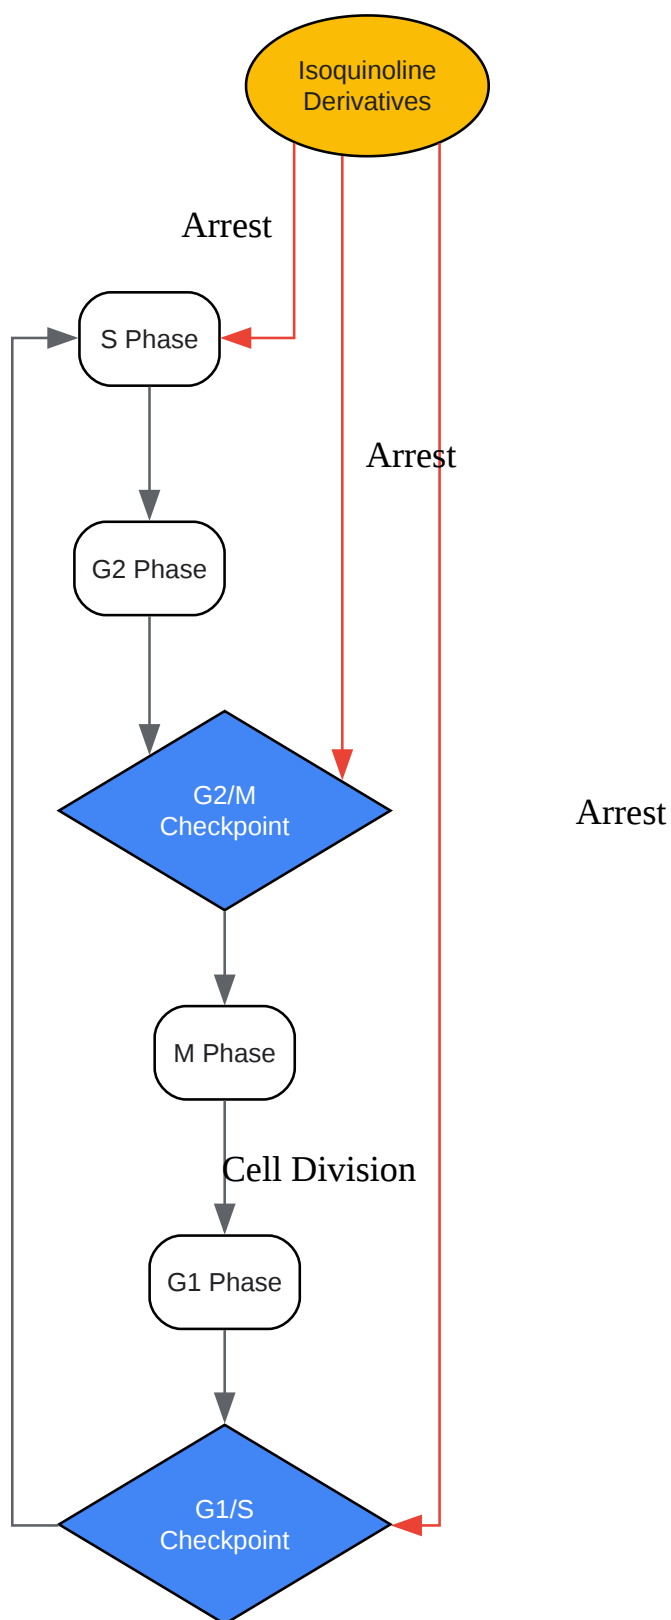 Isoquinoline
Derivatives
Arrest
S Phase
Arrest
G2 Phase
G2/M
Checkpoint
Arrest
M Phase
Cell Division
G1 Phase
G1/S
Checkpoint